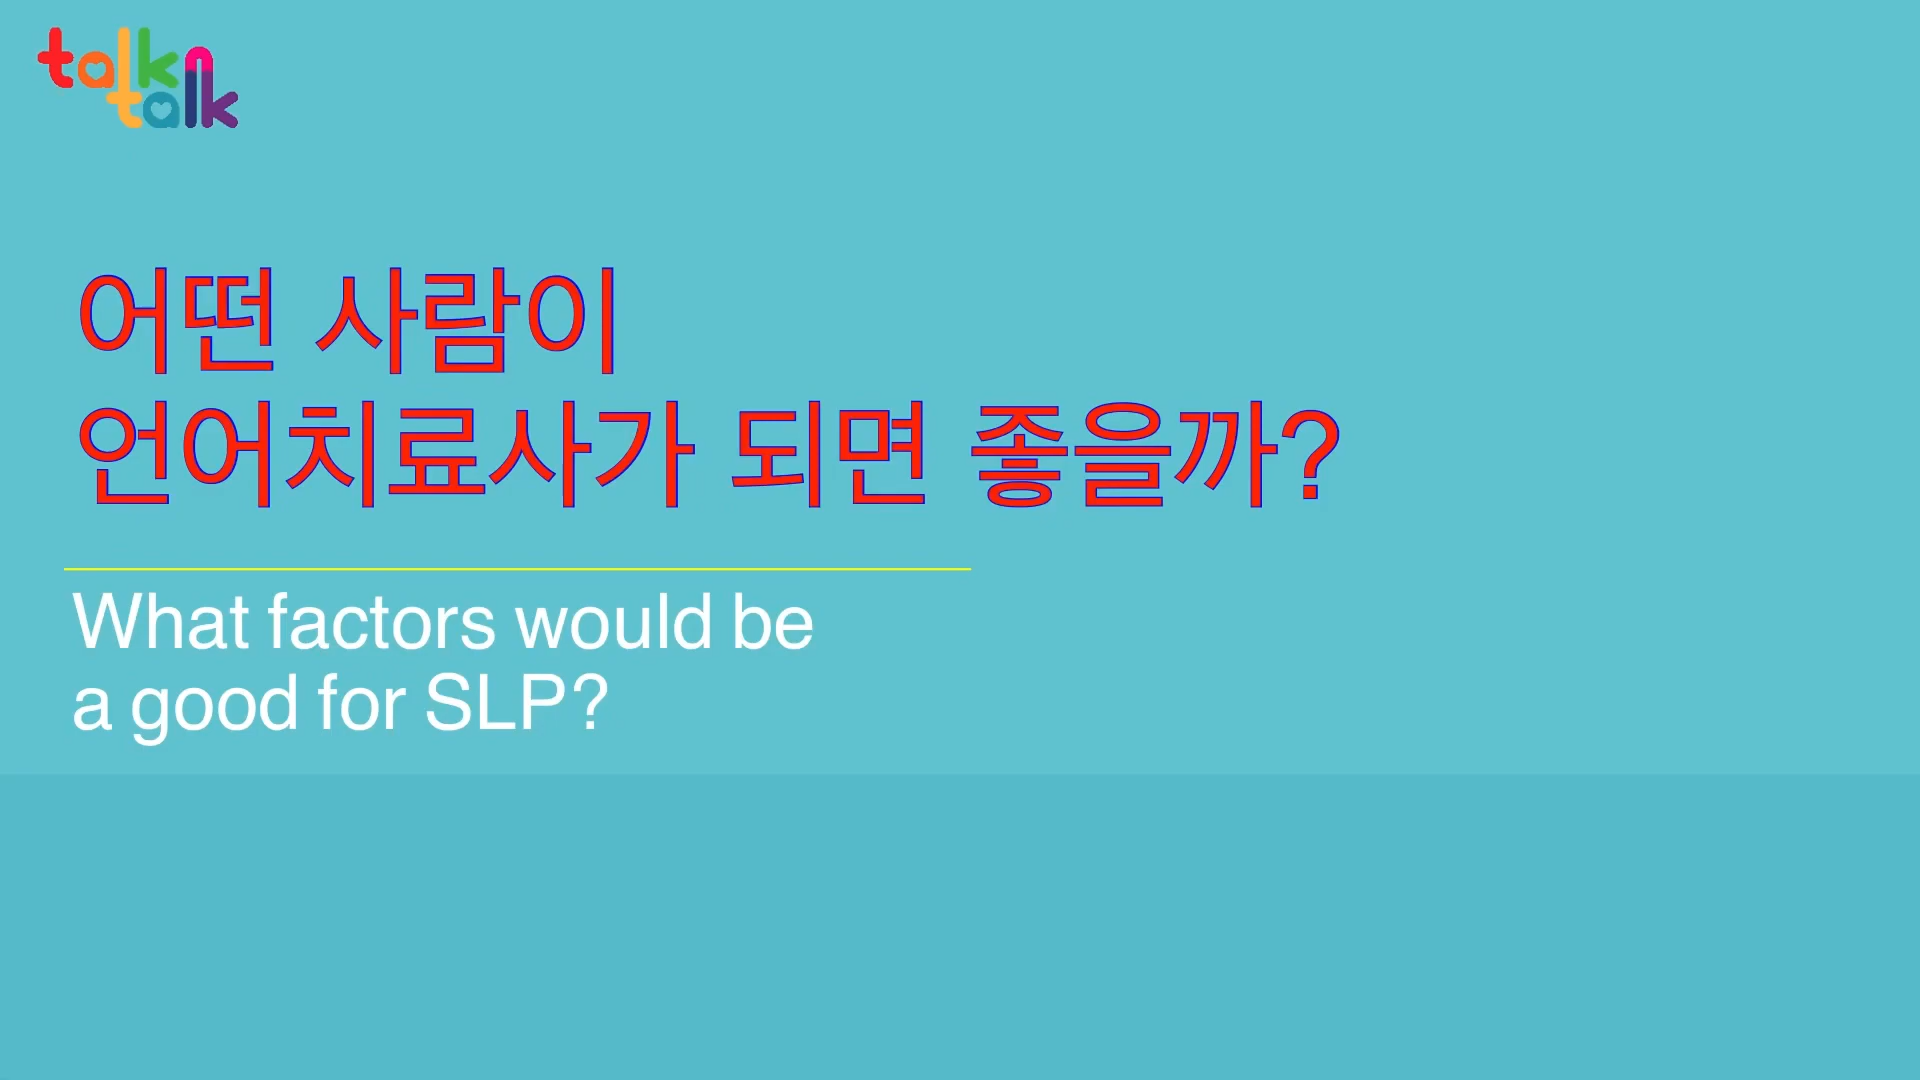 talk n
talk
어떤 사람이
언어치료사가 되면 좋을까?
What factors would be
a good for SLP?